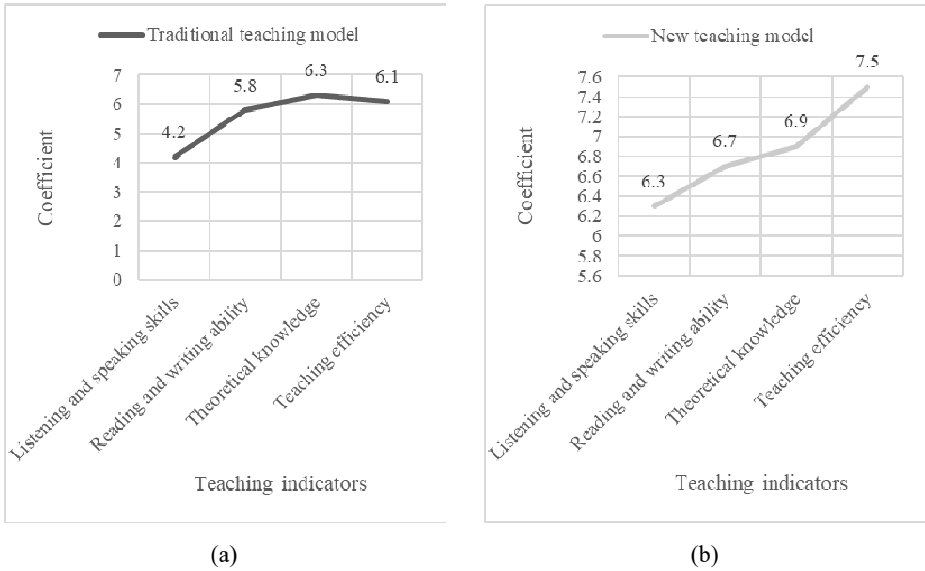 Traditional teaching model
7
6
5
4
3
2
1
0
4.2
5.8
6.3
6.1
Coefficient
Listening and speaking skills
Reading and writing ability
Theoretical knowledge
Teaching efficiency
Teaching indicators
(a)
New teaching model
7.6
7.4
7.2
7
6.8
6.6
6.4
6.2
6
5.8
5.6
6.3
6.7
6.9
7.5
Coefficient
Listening and speaking skills
Reading and writing ability
Theoretical knowledge
Teaching efficiency
Teaching indicators
(b)